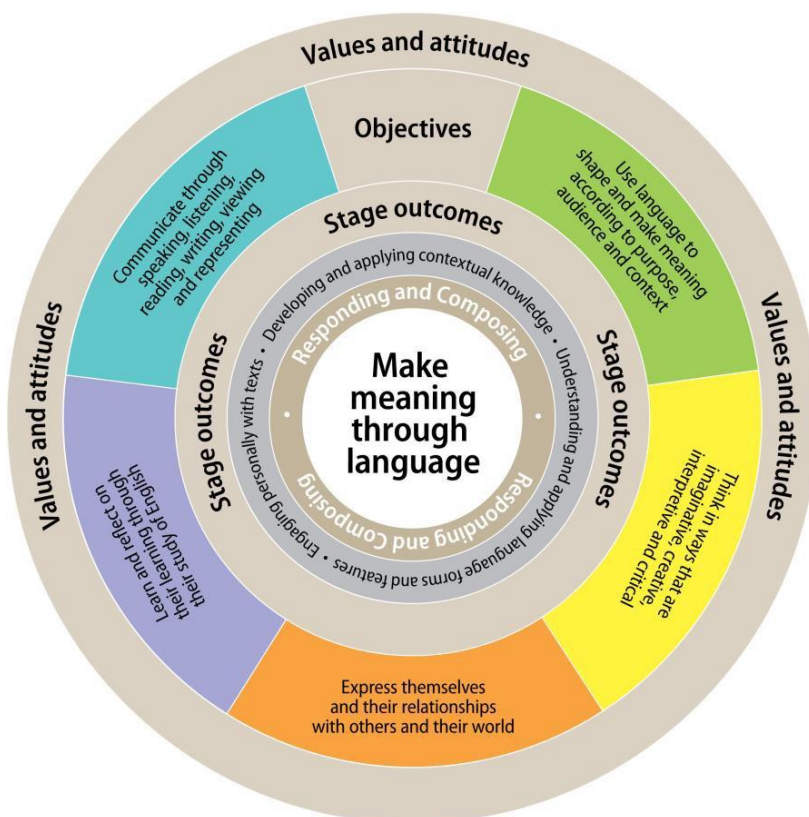 Values and attitudes
Objectives
Communicate through
speaking, listening,
reading, writing, viewing
and representing
Use language to
shape and make meaning
according to purpose,
audience and context
Stage outcomes
Developing and applying contextual knowledge •
Responding and Composing
Make
meaning
through
language
Values and attitudes
Values and attitudes
Stage outcomes
Stage outcomes
Engaging personally with texts •
Understanding and applying language forms and features •
Responding and Composing
Learn and reflect on
their learning through
their study of English
Think in ways that are
imaginative, creative,
interpretive and critical
Express themselves
and their relationships
with others and their world